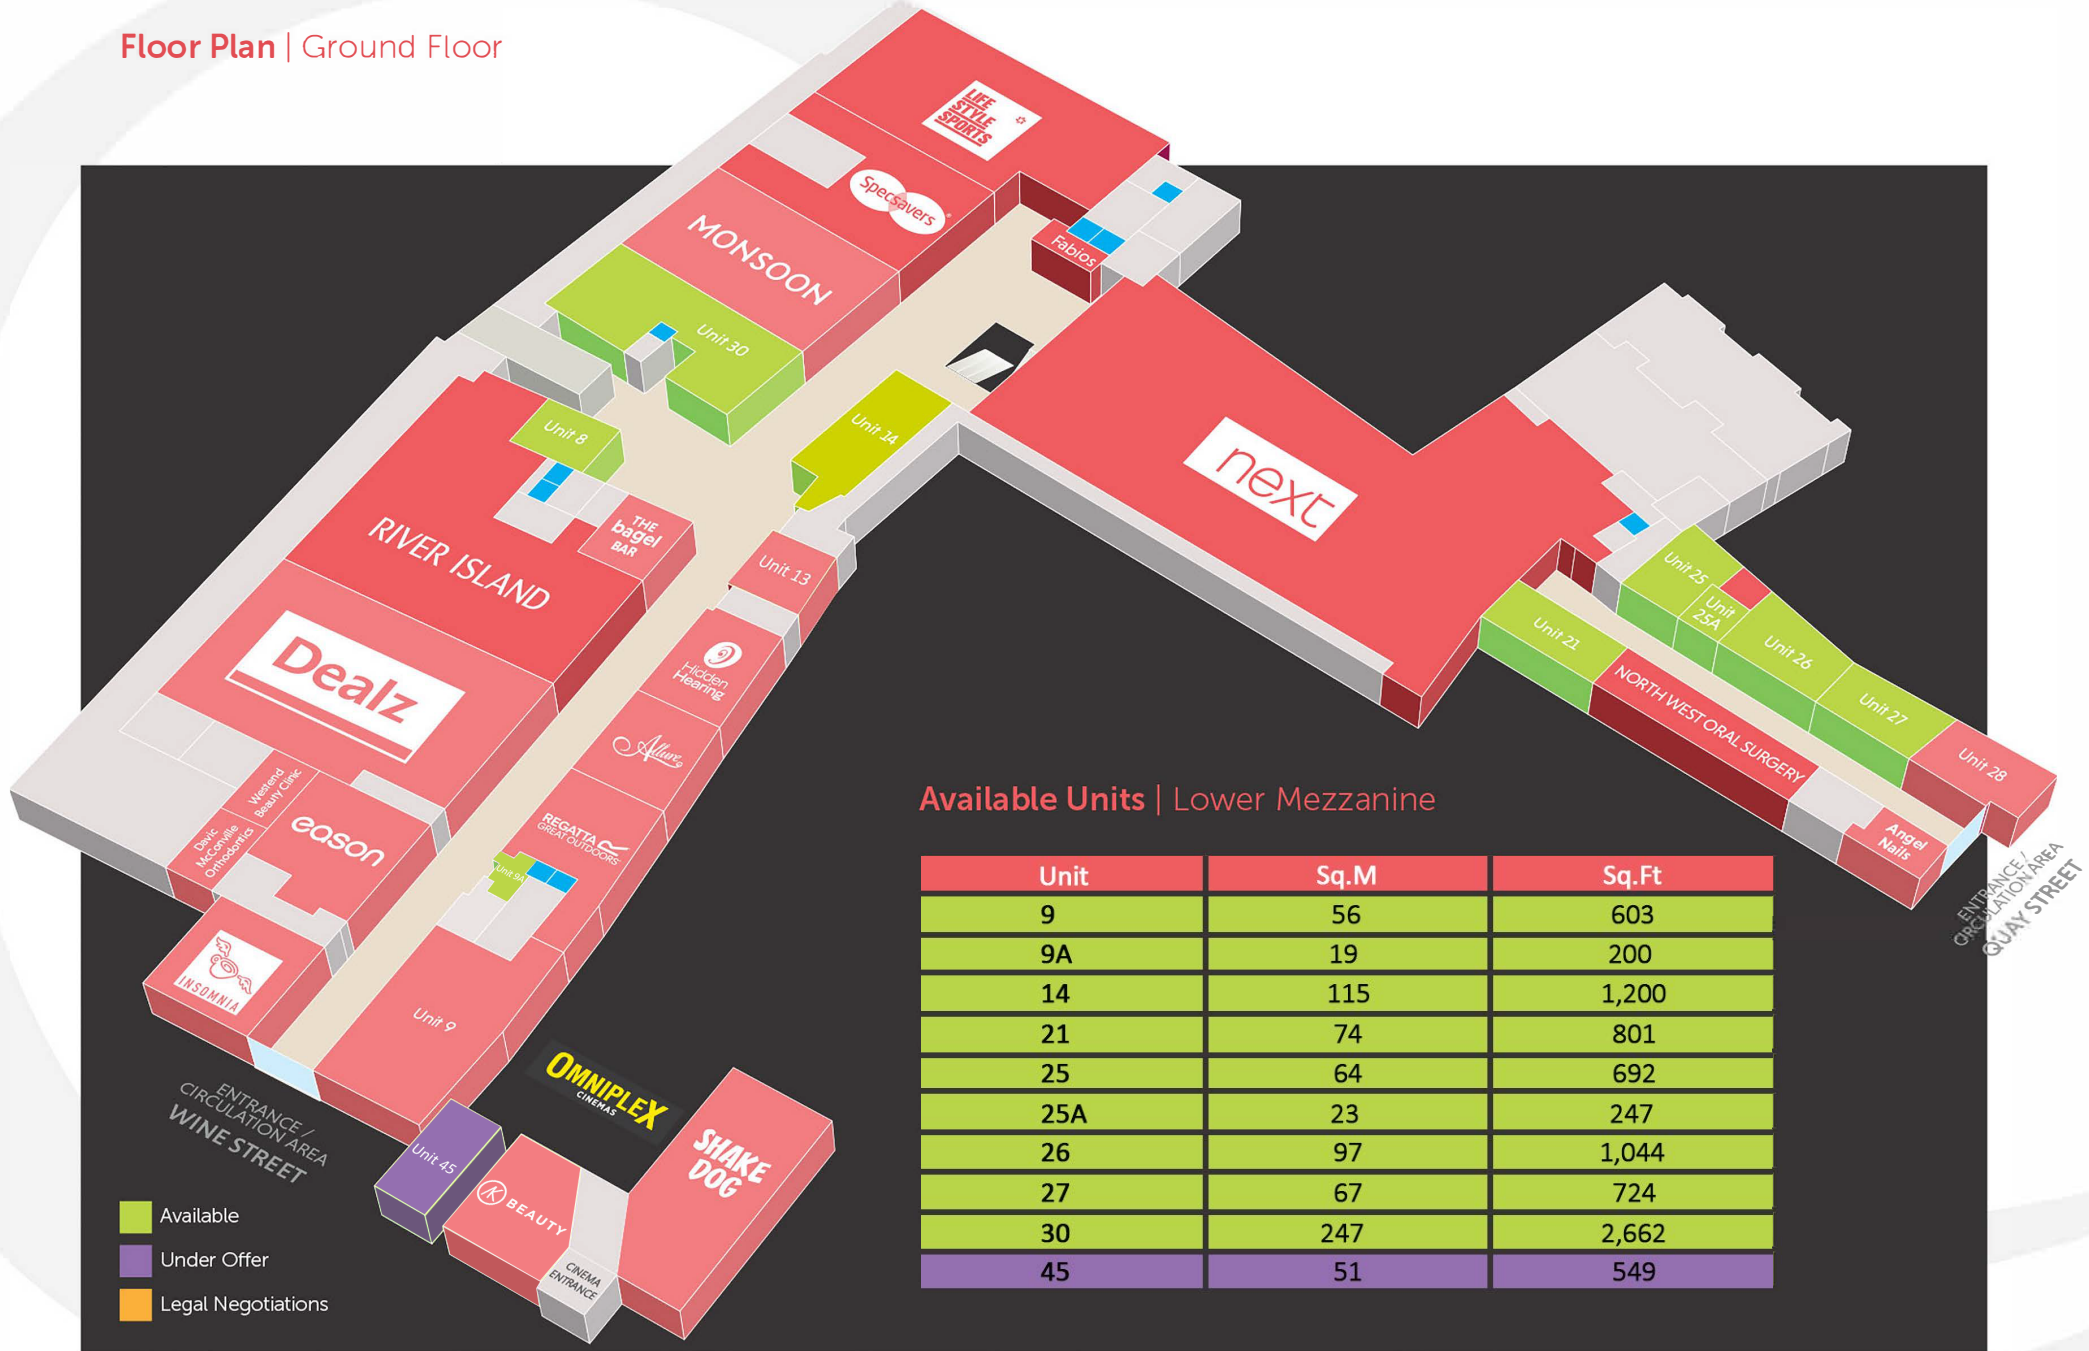 Floor Plan | Ground Floor
LIFE
STYLE
SPORTS
Specsavers
MONSOON
Fabios
Unit 30
Unit 14
Unit 8
next
RIVER ISLAND
THE
bagel
BAR
Unit 13
Dealz
Hidden
Hearing
Allure
REGATTA
GREAT OUTDOORS
Unit 9A
Westend
Beauty Clinic
Davic
McConville
Orthodontics
eason
INSOMNIA
Unit 9
Unit 25
Unit
25A
Unit 26
Unit 27
Unit 28
Unit 21
NORTH WEST ORAL SURGERY
Angel
Nails
ENTRANCE /
CIRCULATION AREA
QUAY STREET
ENTRANCE /
CIRCULATION AREA
WINE STREET
OMNIPLEX
CINEMAS
Unit 45
AK BEAUTY
SHAKE
DOG
CINEMA
ENTRANCE
Available
Under Offer
Legal Negotiations
Available Units | Lower Mezzanine
Unit Sq.M Sq.Ft
9 56 603
9A 19 200
14 115 1,200
21 74 801
25 64 692
25A 23 247
26 97 1,044
27 67 724
30 247 2,662
45 51 549